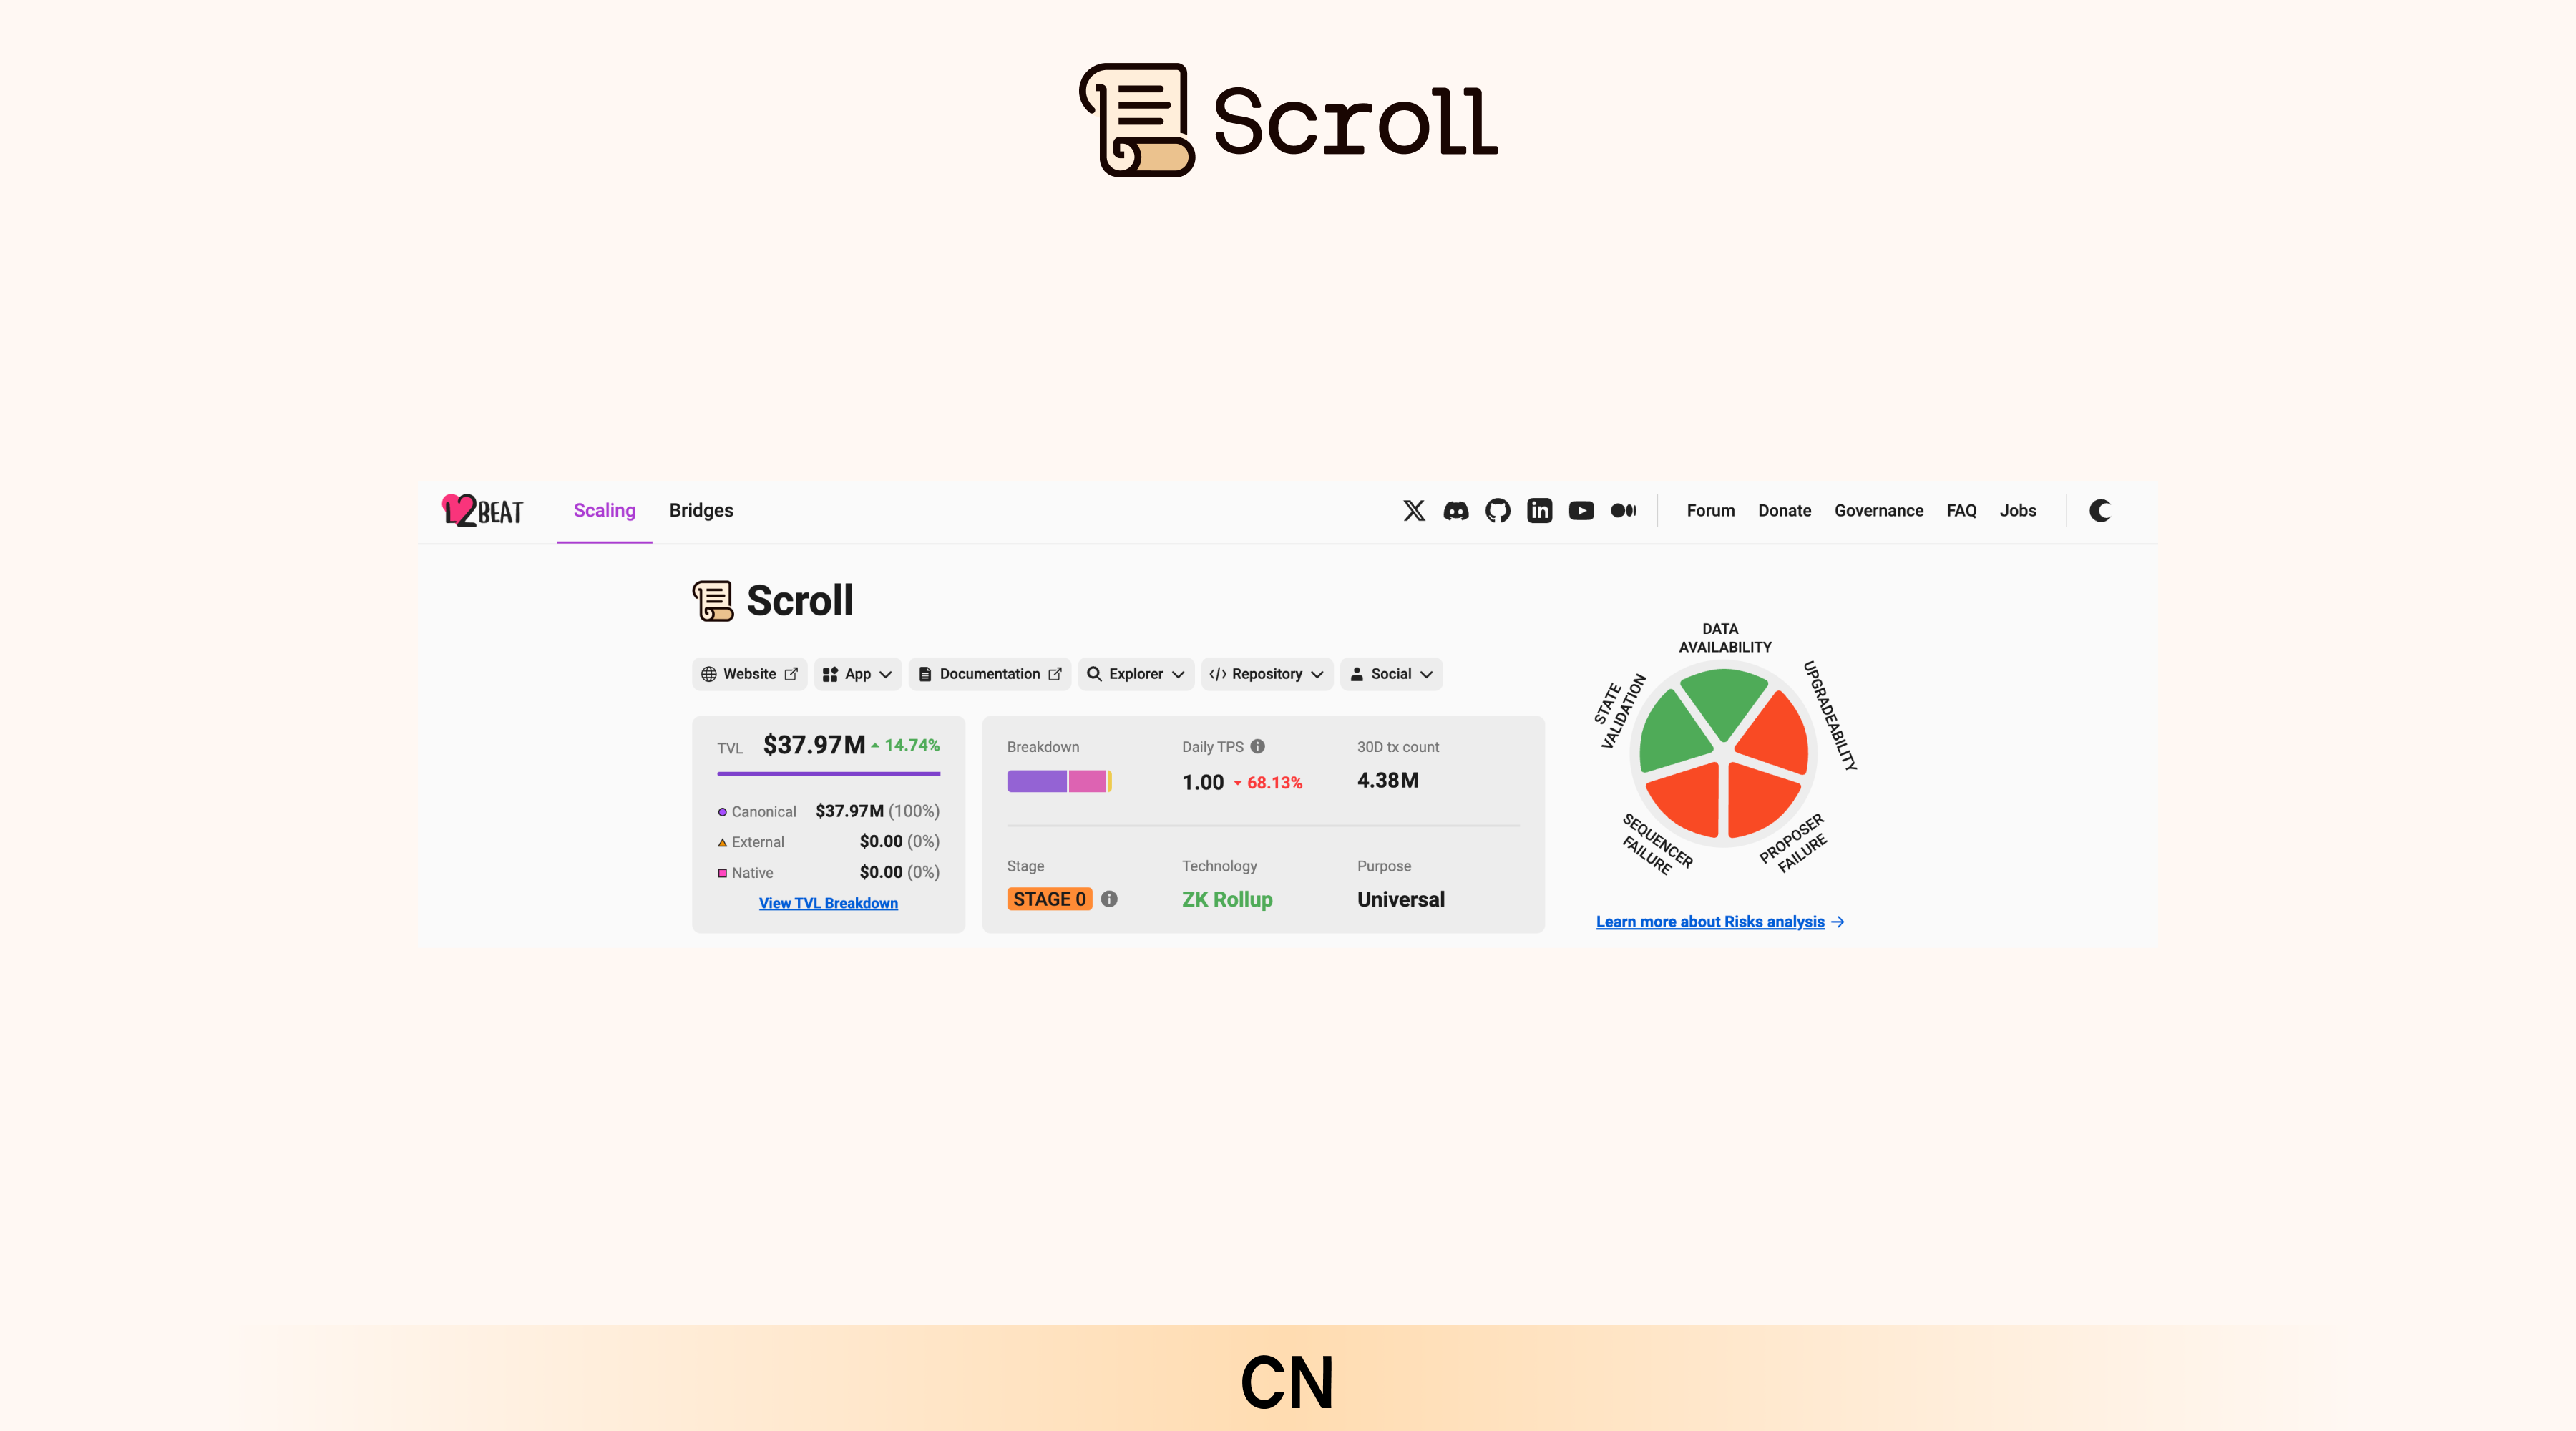 Scroll
L2BEAT Scaling Bridges Forum Donate Governance FAQ Jobs
Scroll
Website App Documentation Explorer Repository Social
TVL $37.97M 14.74%
Canonical $37.97M (100%)
External $0.00 (0%)
Native $0.00 (0%)
View TVL Breakdown
Breakdown Daily TPS 30D tx count
1.00 68.13% 4.38M
Stage Technology Purpose
STAGE 0 ZK Rollup Universal
DATA
AVAILABILITY
UPGRADEABILITY
PROPOSER
FAILURE
SEQUENCER
FAILURE
STATE
VALIDATION
Learn more about Risks analysis
CN